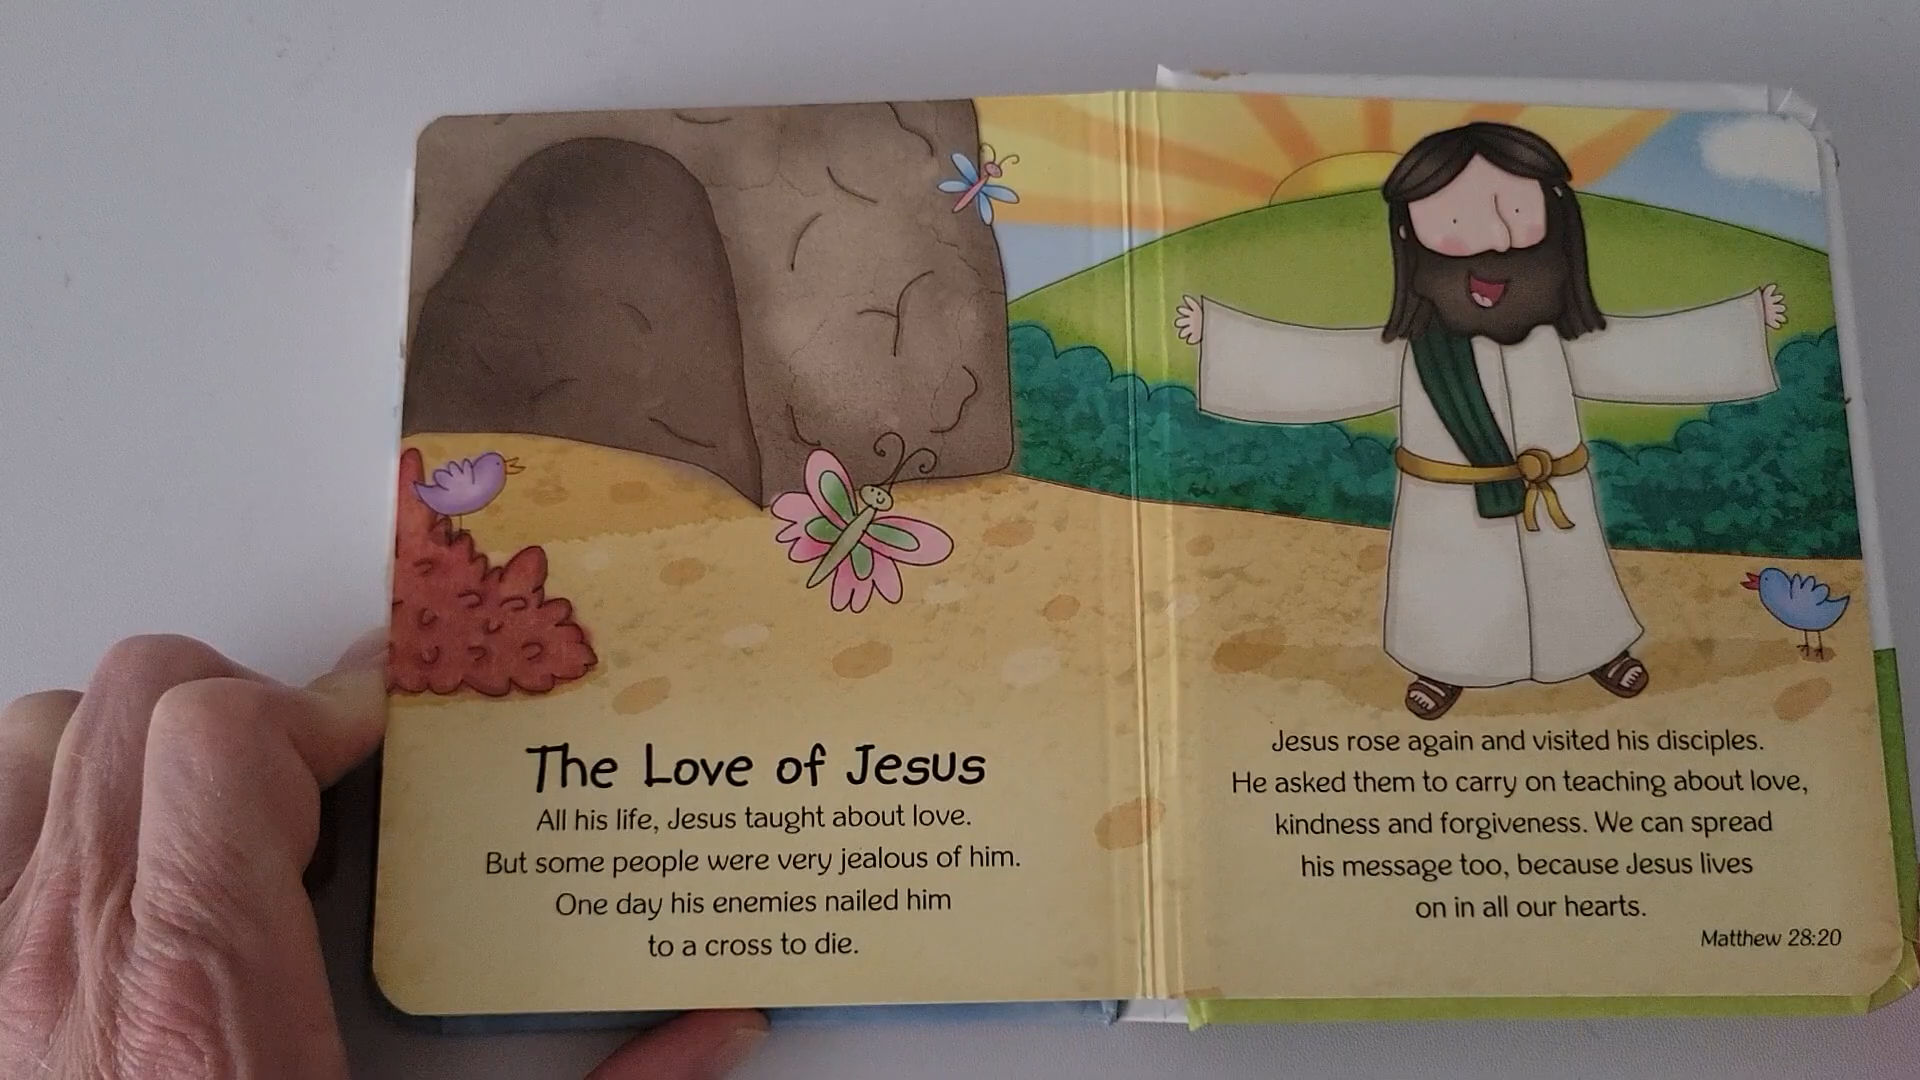 The Love of Jesus
All his life, Jesus taught about love.
But some people were very jealous of him.
One day his enemies nailed him
to a cross to die.
Jesus rose again and visited his disciples.
He asked them to carry on teaching about love,
kindness and forgiveness. We can spread
his message too, because Jesus lives
on in all our hearts.
Matthew 28:20